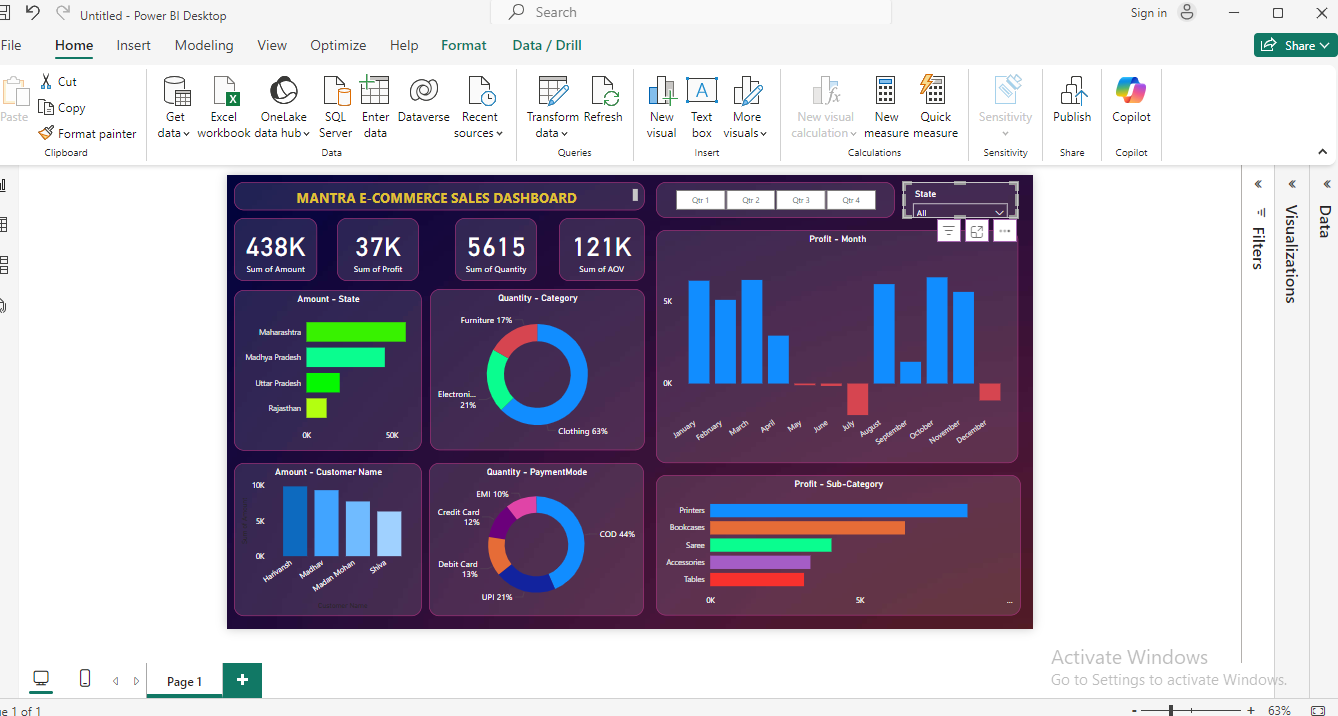 Untitled - Power BI Desktop
Search
Sign in
File
Home
Insert
Modeling
View
Optimize
Help
Format
Data / Drill
Share
Paste
Cut
Copy
Format painter
Clipboard
Get data
Excel workbook
OneLake data hub
SQL Server
Enter data
Dataverse
Recent sources
Data
Transform data
Refresh
Queries
New visual
Text box
More visuals
Insert
New visual calculation
New measure
Quick measure
Calculations
Sensitivity
Sensitivity
Publish
Share
Copilot
Copilot
MANTRA E-COMMERCE SALES DASHBOARD
Qtr 1
Qtr 2
Qtr 3
Qtr 4
State
All
438K
Sum of Amount
37K
Sum of Profit
5615
Sum of Quantity
121K
Sum of AOV
Amount - State
Maharashtra
Madhya Pradesh
Uttar Pradesh
Rajasthan
0K
50K
Quantity - Category
Furniture 17%
Electroni...
21%
Clothing 63%
Profit - Month
5K
0K
January
February
March
April
May
June
July
August
September
October
November
December
Amount - Customer Name
10K
5K
0K
Harivansh
Madhav
Madan Mohan
Shiva
Customer Name
Quantity - PaymentMode
EMI 10%
Credit Card
12%
COD 44%
Debit Card
13%
UPI 21%
Profit - Sub-Category
Printers
Bookcases
Saree
Accessories
Tables
0K
5K
Filters
Visualizations
Data
Activate Windows
Go to Settings to activate Windows.
Page 1
1 of 1
63%